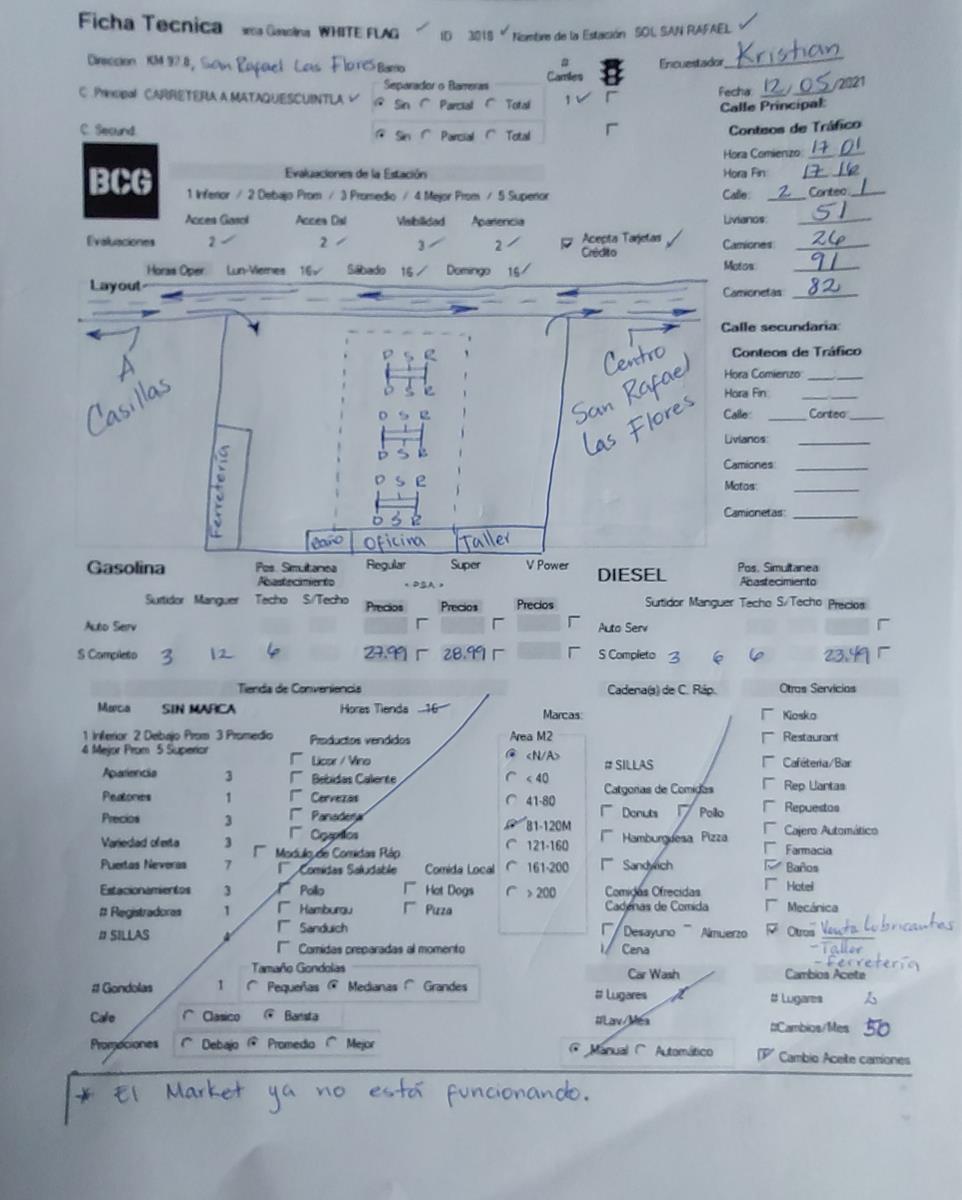 Ficha Tecnica arca Gasolina WHITE FLAG ✓ ID 3018 ✓ Nombre de la Estación SOL SAN RAFAEL ✓
Direccion KM 97.8, San Rafael Las Flores Barrio # Carriles Encuestador Kristian
C. Principal CARRETERA A MATAQUESCUINTLA ✓ Separador o Barreras Sin Parcial Total 1 ✓
C. Secund. Sin Parcial Total
Fecha: 12/05/2021
Calle Principal:
Conteos de Tráfico
Hora Comienzo: 17 01
Hora Fin: 17 16
Calle: 2 Conteo: 1
Livianos: 51
Camiones: 26
Motos: 91
Camionetas: 82
BCG
Evaluaciones de la Estación
1 Inferior / 2 Debajo Prom / 3 Promedio / 4 Mejor Prom / 5 Superior
Acces Gasol Acces Dsl Visibilidad Apariencia
Evaluaciones 2 ✓ 2 ✓ 3 ✓ 2 ✓ Acepta Tarjetas Crédito ✓
Horas Oper. Lun-Viernes 16 ✓ Sábado 16 ✓ Domingo 16 ✓
Layout
A
Casillas
D S R
D S R
D S R
D S R
D S R
D S R
Centro
San Rafael
Las Flores
Ferretería
Baño Oficina Taller
Calle secundaria:
Conteos de Tráfico
Hora Comienzo:
Hora Fin:
Calle: Conteo:
Livianos:
Camiones:
Motos:
Camionetas:
Gasolina
Pos. Simultanea Abastecimiento
Regular Super V Power
Surtidor Manguer Techo S/Techo Precios Precios Precios
Auto Serv
S Completo 3 12 6 27.99 28.99
DIESEL
Pos. Simultanea Abastecimiento
Surtidor Manguer Techo S/Techo Precios
Auto Serv
S Completo 3 6 6 23.49
Tienda de Conveniencia
Marca SIN MARCA Horas Tienda 16
1 Inferior 2 Debajo Prom 3 Promedio
4 Mejor Prom 5 Superior
Apariencia 3
Peatones 1
Precios 3
Variedad oferta 3
Puertas Neveras 7
Estacionamientos 3
# Registradoras 1
# SILLAS 4
# Gondolas 1
Productos vendidos
Licor / Vino
Bebidas Caliente
Cervezas
Panaderia
Cigarrillos
Modulo de Comidas Ráp
Comidas Saludable Comida Local
Pollo Hot Dogs
Hamburgu Pizza
Sandwich
Comidas preparadas al momento
Tamaño Gondolas
Pequeñas Medianas Grandes
Cafe Clasico Barista
Promociones Debajo Promedio Mejor
Marcas:
Area M2
<N/A>
< 40
41-80
81-120M
121-160
161-200
> 200
Cadena(s) de C. Ráp.
# SILLAS
Catgorias de Comidas
Donuts Pollo
Hamburguesa Pizza
Sandwich
Comidas Ofrecidas
Cadenas de Comida
Desayuno Almuerzo
Cena
Car Wash
# Lugares
#Lav/Mes
Manual Automático
Otros Servicios
Kiosko
Restaurant
Caféteria/Bar
Rep Llantas
Repuestos
Cajero Automático
Farmacia
Baños
Hotel
Mecánica
Otros - Venta Lubricantes
- Taller
- Ferretería
Cambios Aceite
# Lugares
#Cambios/Mes 50
Cambio Aceite camiones
* El Market ya no está funcionando.